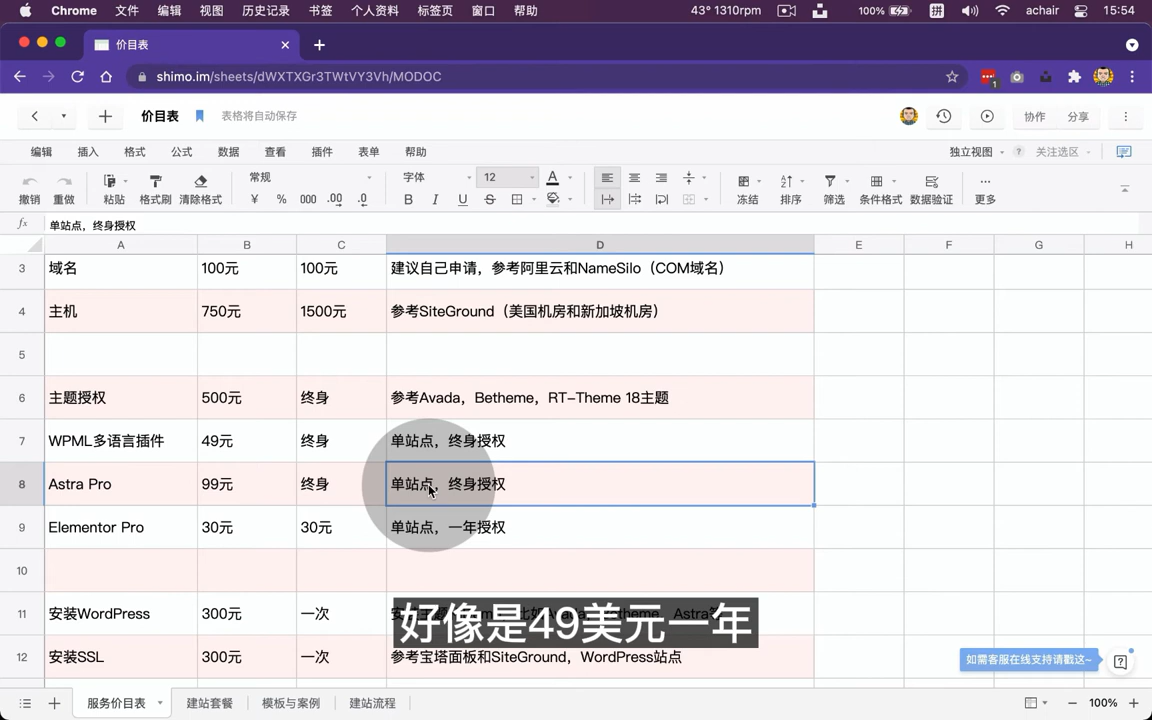 Chrome 文件 编辑 视图 历史记录 书签 个人资料 标签页 窗口 帮助 43° 1310rpm 100% 拼 achair 15:54
价目表
shimo.im/sheets/dWXTXGr3TWtVY3Vh/MODOC
价目表 表格将自动保存 协作 分享
编辑 插入 格式 公式 数据 查看 插件 表单 帮助 独立视图 ? 关注选区
常规 字体 12
撤销 重做 粘贴 格式刷 清除格式 ¥ % 000 .00 .0 B I U S 冻结 排序 筛选 条件格式 数据验证 更多
fx 单站点，终身授权
A B C D E F G H
3 域名 100元 100元 建议自己申请，参考阿里云和NameSilo（COM域名）
4 主机 750元 1500元 参考SiteGround（美国机房和新加坡机房）
5
6 主题授权 500元 终身 参考Avada，Betheme，RT-Theme 18主题
7 WPML多语言插件 49元 终身 单站点，终身授权
8 Astra Pro 99元 终身 单站点，终身授权
9 Elementor Pro 30元 30元 单站点，一年授权
10
11 安装WordPress 300元 一次
好像是49美元一年
12 安装SSL 300元 一次 参考宝塔面板和SiteGround，WordPress站点
如需客服在线支持请戳这~
服务价目表 建站套餐 模板与案例 建站流程 100%